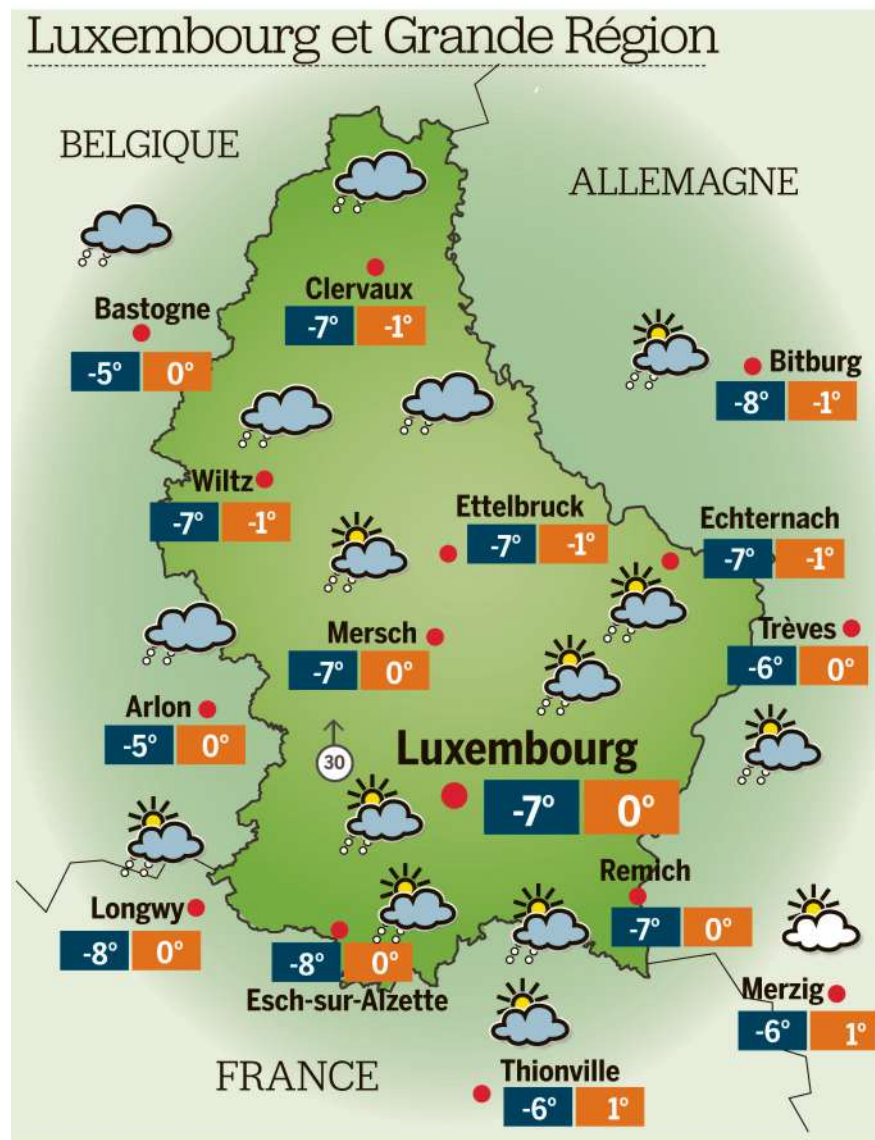 Luxembourg et Grande Région
BELGIQUE
ALLEMAGNE
Clervaux
-7° -1°
Bastogne
-5° 0°
Bitburg
-8° -1°
Wiltz
-7° -1°
Ettelbruck
-7° -1°
Echternach
-7° -1°
Mersch
-7° 0°
Trèves
-6° 0°
Arlon
-5° 0°
30
Luxembourg
-7° 0°
Remich
-7° 0°
Longwy
-8° 0°
-8° 0°
Esch-sur-Alzette
Merzig
-6° 1°
FRANCE
Thionville
-6° 1°